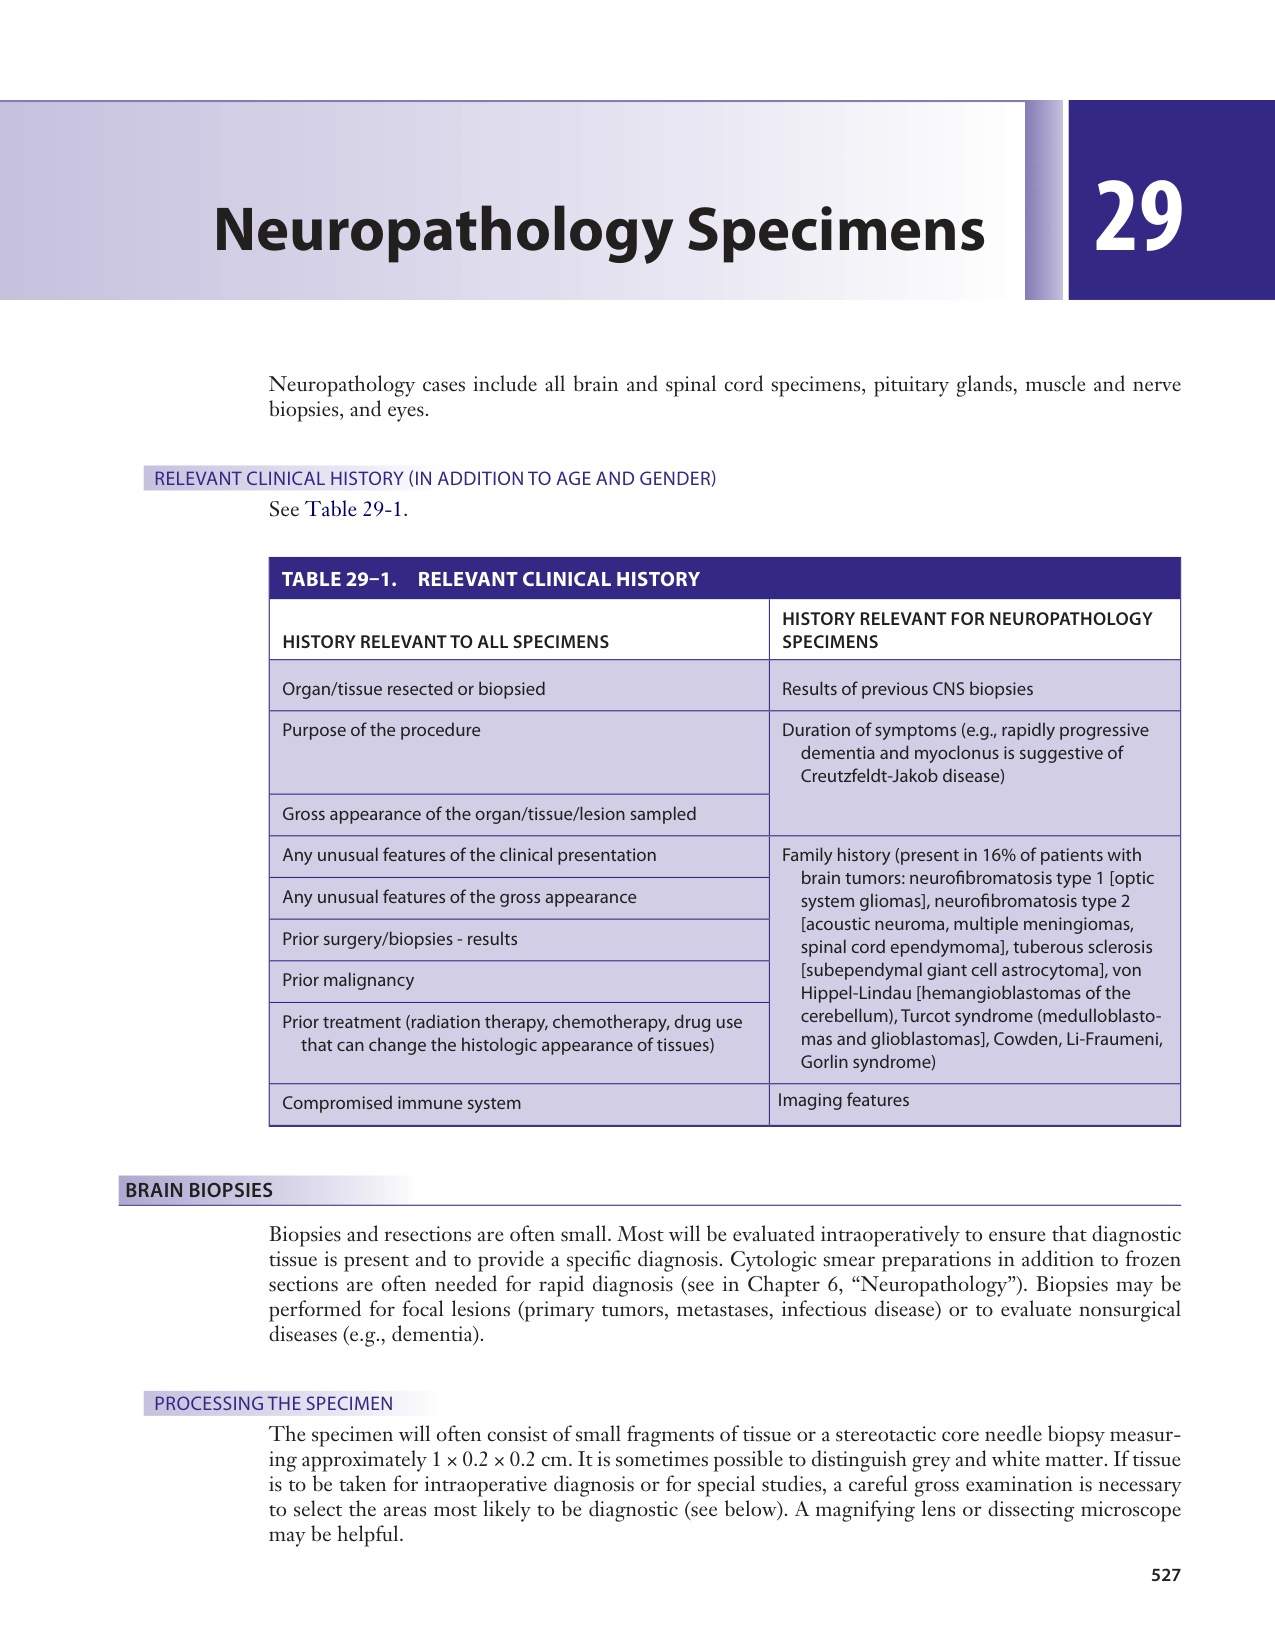 Neuropathology Specimens
29
Neuropathology cases include all brain and spinal cord specimens, pituitary glands, muscle and nerve
biopsies, and eyes.
RELEVANT CLINICAL HISTORY (IN ADDITION TO AGE AND GENDER)
See Table 29-1.
TABLE 29–1. RELEVANT CLINICAL HISTORY
HISTORY RELEVANT TO ALL SPECIMENS
HISTORY RELEVANT FOR NEUROPATHOLOGY
SPECIMENS
Organ/tissue resected or biopsied
Results of previous CNS biopsies
Purpose of the procedure
Duration of symptoms (e.g., rapidly progressive
dementia and myoclonus is suggestive of
Creutzfeldt-Jakob disease)
Gross appearance of the organ/tissue/lesion sampled
Any unusual features of the clinical presentation
Family history (present in 16% of patients with
brain tumors: neurofibromatosis type 1 [optic
system gliomas], neurofibromatosis type 2
[acoustic neuroma, multiple meningiomas,
spinal cord ependymoma], tuberous sclerosis
[subependymal giant cell astrocytoma], von
Hippel-Lindau [hemangioblastomas of the
cerebellum), Turcot syndrome (medulloblasto-
mas and glioblastomas], Cowden, Li-Fraumeni,
Gorlin syndrome)
Any unusual features of the gross appearance
Prior surgery/biopsies - results
Prior malignancy
Prior treatment (radiation therapy, chemotherapy, drug use
that can change the histologic appearance of tissues)
Compromised immune system
Imaging features
BRAIN BIOPSIES
Biopsies and resections are often small. Most will be evaluated intraoperatively to ensure that diagnostic
tissue is present and to provide a specific diagnosis. Cytologic smear preparations in addition to frozen
sections are often needed for rapid diagnosis (see in Chapter 6, “Neuropathology”). Biopsies may be
performed for focal lesions (primary tumors, metastases, infectious disease) or to evaluate nonsurgical
diseases (e.g., dementia).
PROCESSING THE SPECIMEN
The specimen will often consist of small fragments of tissue or a stereotactic core needle biopsy measur-
ing approximately 1 × 0.2 × 0.2 cm. It is sometimes possible to distinguish grey and white matter. If tissue
is to be taken for intraoperative diagnosis or for special studies, a careful gross examination is necessary
to select the areas most likely to be diagnostic (see below). A magnifying lens or dissecting microscope
may be helpful.
527